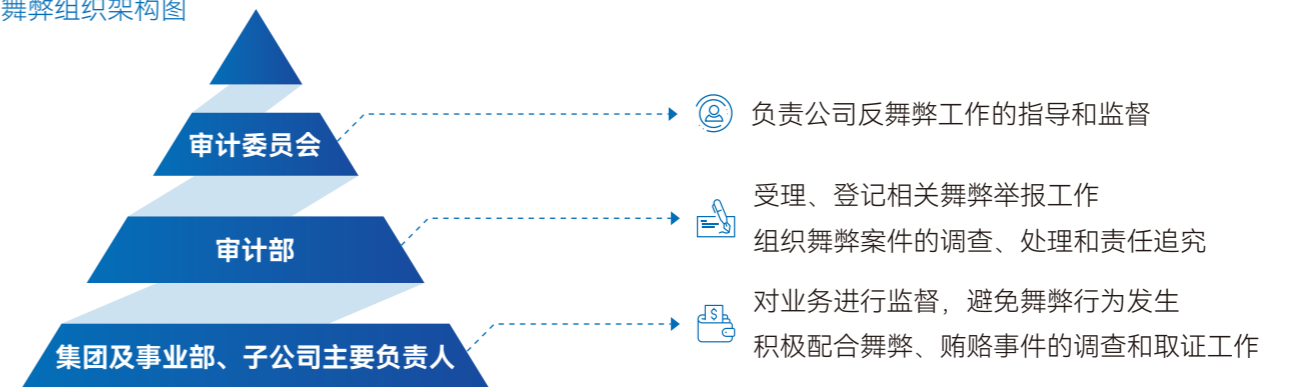 舞弊组织架构图
审计委员会
负责公司反舞弊工作的指导和监督
审计部
受理、登记相关舞弊举报工作
组织舞弊案件的调查、处理和责任追究
集团及事业部、子公司主要负责人
对业务进行监督，避免舞弊行为发生
积极配合舞弊、贿赂事件的调查和取证工作